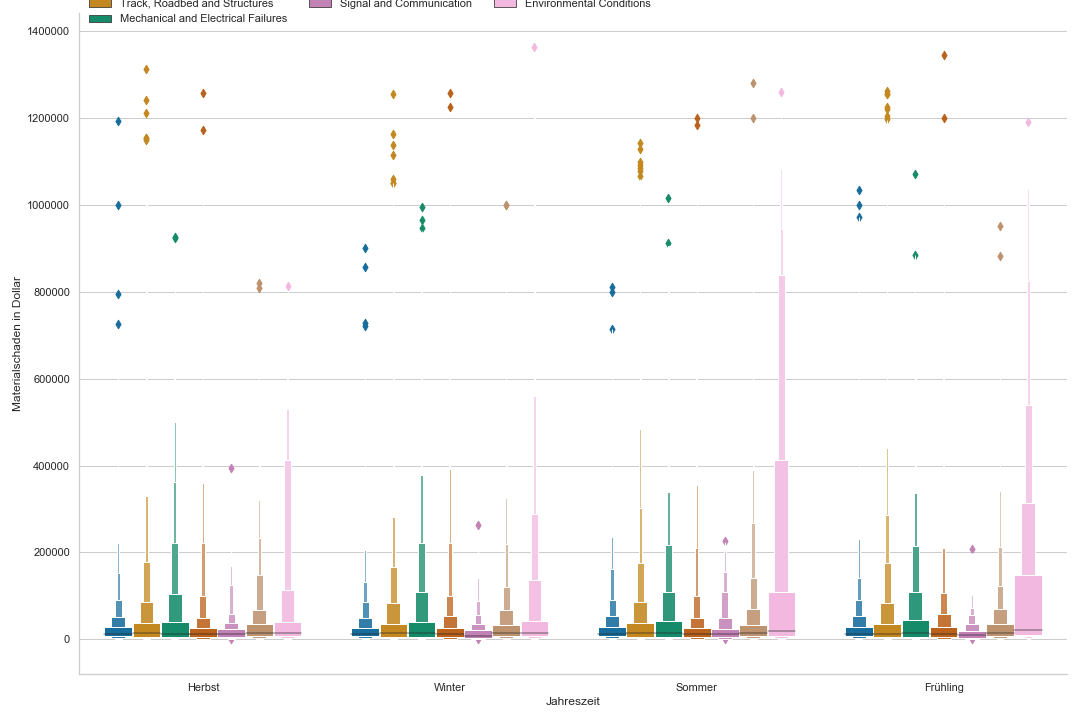 Track, Roadbed and Structures Signal and Communication Environmental Conditions
Mechanical and Electrical Failures
1400000
1200000
1000000
800000
600000
400000
200000
0
Materialschaden in Dollar
Herbst Winter Sommer Frühling
Jahreszeit